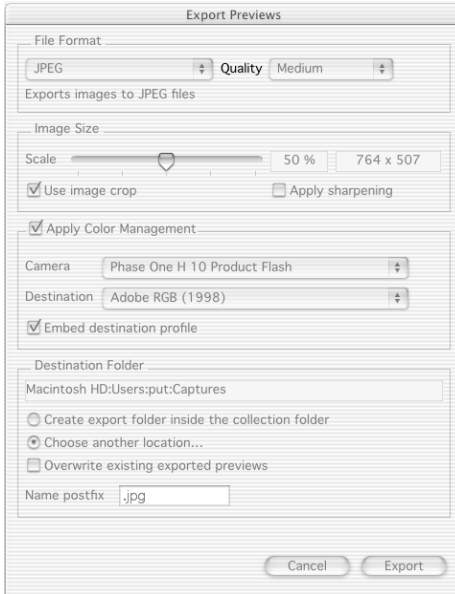 Export Previews
File Format
JPEG Quality Medium
Exports images to JPEG files
Image Size
Scale 50 % 764 x 507
Use image crop Apply sharpening
Apply Color Management
Camera Phase One H 10 Product Flash
Destination Adobe RGB (1998)
Embed destination profile
Destination Folder
Macintosh HD:Users:put:Captures
Create export folder inside the collection folder
Choose another location...
Overwrite existing exported previews
Name postfix .jpg
Cancel Export